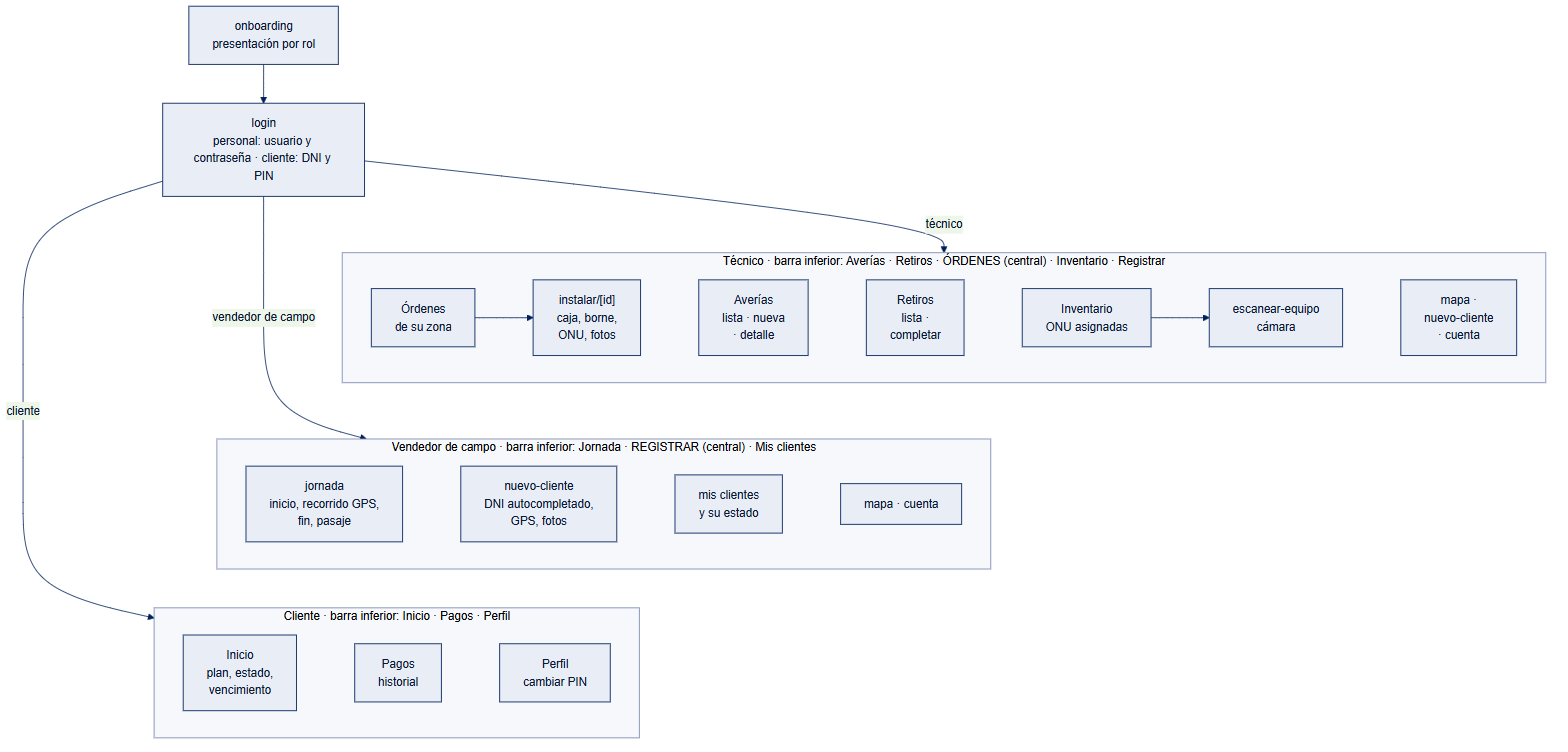 onboarding
presentación por rol
login
personal: usuario y
contraseña · cliente: DNI y
PIN
técnico
Técnico · barra inferior: Averías · Retiros · ÓRDENES (central) · Inventario · Registrar
Órdenes
de su zona
instalar/[id]
caja, borne,
ONU, fotos
Averías
lista · nueva
· detalle
Retiros
lista ·
completar
Inventario
ONU asignadas
escanear-equipo
cámara
mapa ·
nuevo-cliente
· cuenta
vendedor de campo
cliente
Vendedor de campo · barra inferior: Jornada · REGISTRAR (central) · Mis clientes
jornada
inicio, recorrido GPS,
fin, pasaje
nuevo-cliente
DNI autocompletado,
GPS, fotos
mis clientes
y su estado
mapa · cuenta
Cliente · barra inferior: Inicio · Pagos · Perfil
Inicio
plan, estado,
vencimiento
Pagos
historial
Perfil
cambiar PIN